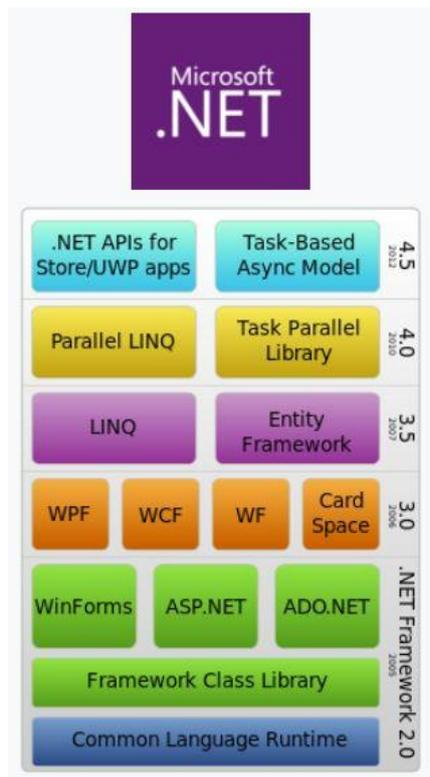 Microsoft
.NET
.NET APIs for
Store/UWP apps
Task-Based
Async Model
4.5
2012
Parallel LINQ
Task Parallel
Library
4.0
2010
LINQ
Entity
Framework
3.5
2007
WPF
WCF
WF
Card
Space
3.0
2006
WinForms
ASP.NET
ADO.NET
Framework Class Library
Common Language Runtime
.NET Framework 2.0
2005